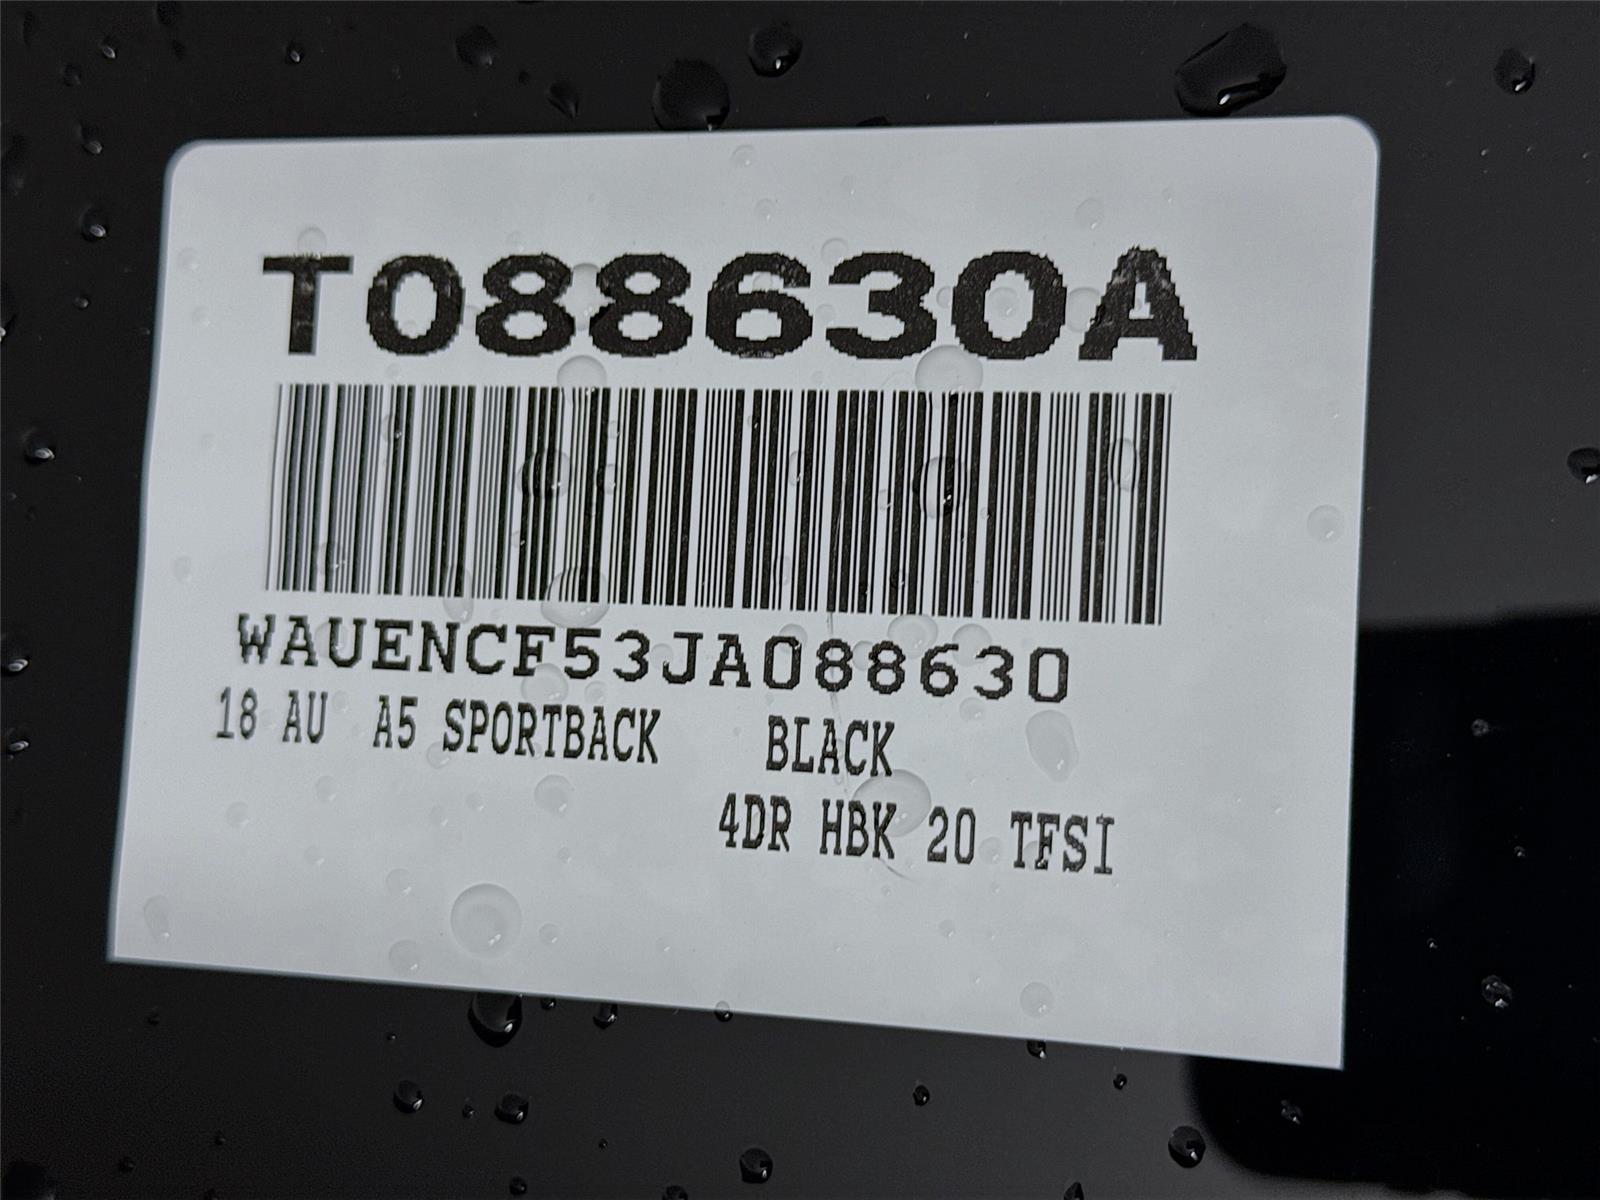 T088630A
WAUENCF53JA088630
18 AU A5 SPORTBACK BLACK
4DR HBK 20 TFSI